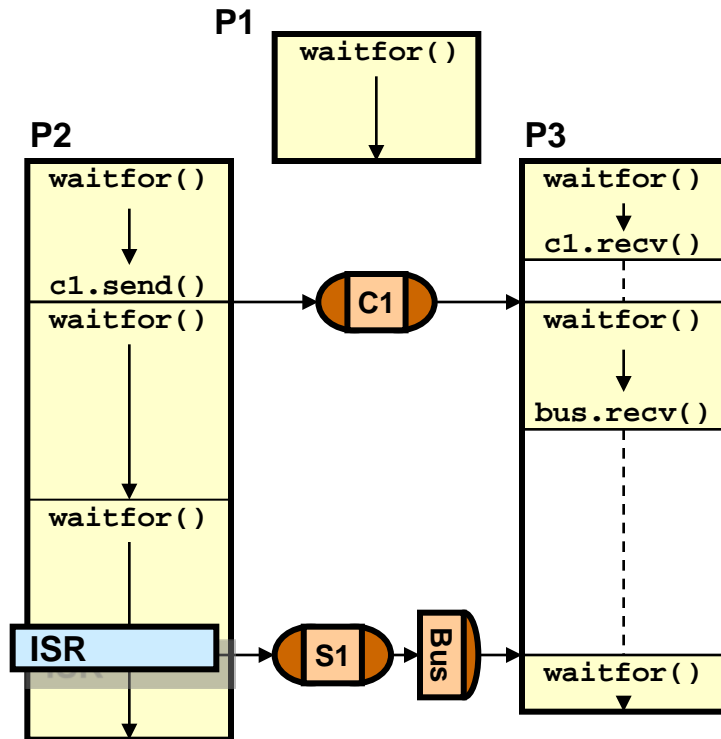 P1
waitfor()
P2
waitfor()
c1.send()
waitfor()
waitfor()
ISR
ISR
C1
S1
Bus
P3
waitfor()
c1.recv()
waitfor()
bus.recv()
waitfor()